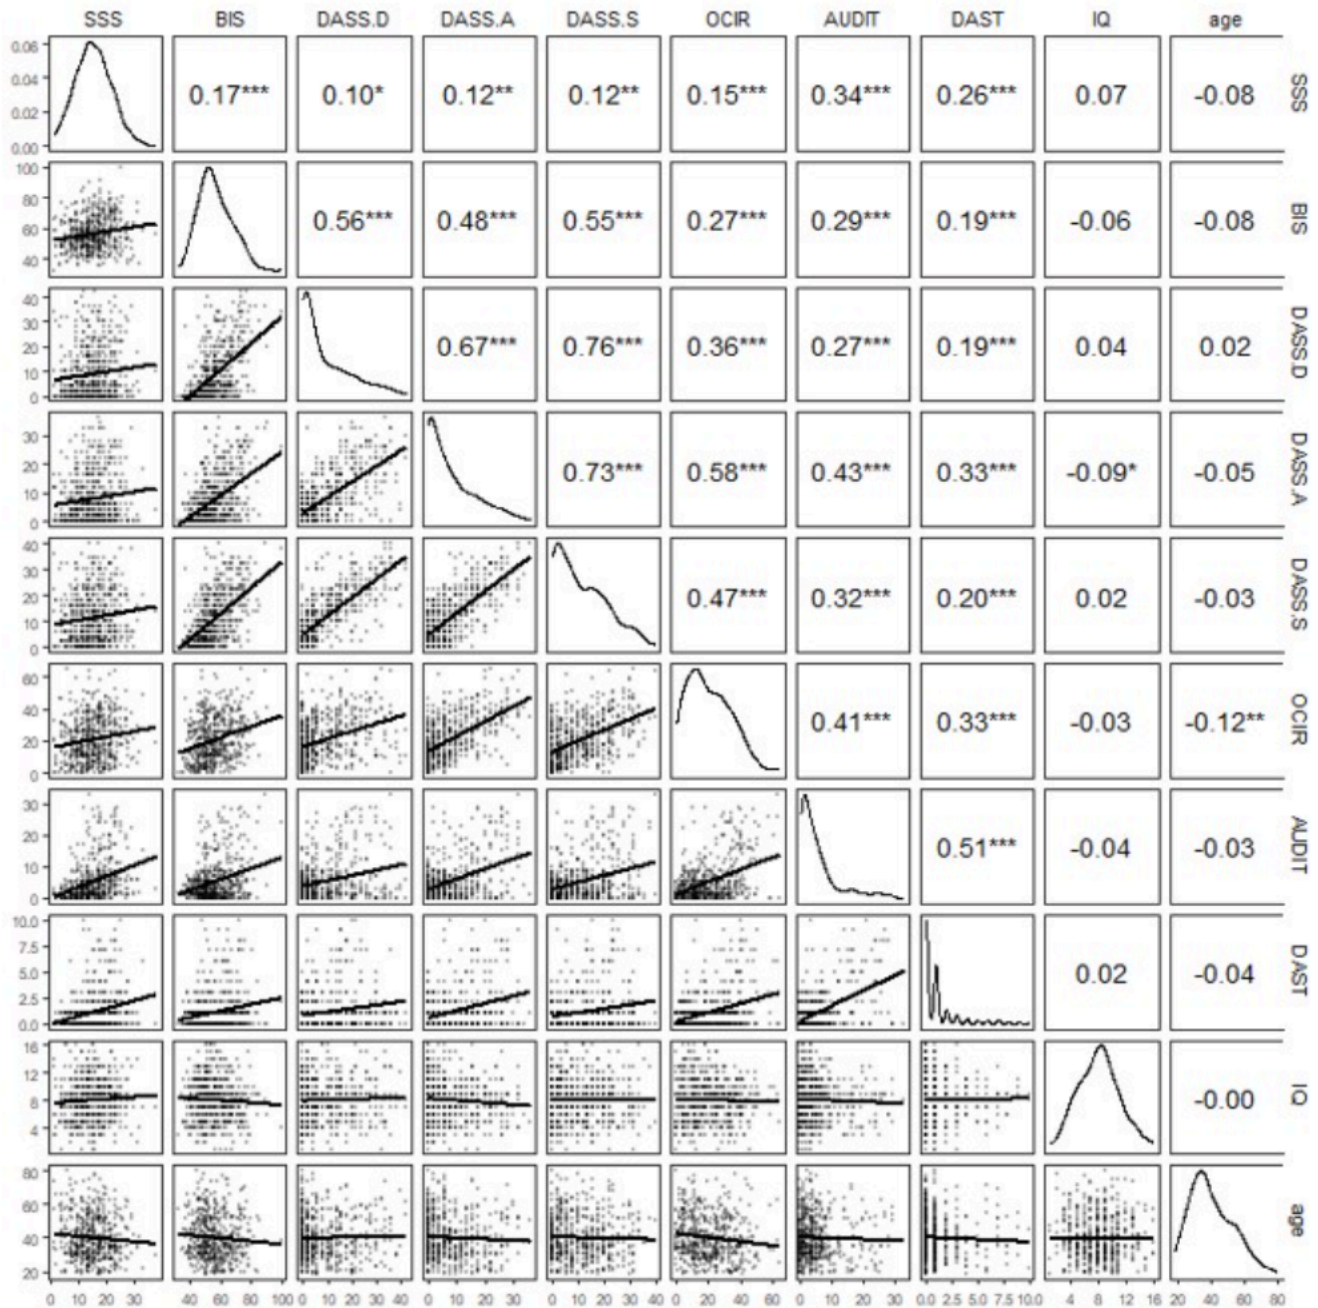 SSS BIS DASS.D DASS.A DASS.S OCIR AUDIT DAST IQ age
0.06
0.04
0.02
0.00
0.17*** 0.10* 0.12** 0.12** 0.15*** 0.34*** 0.26*** 0.07 -0.08
SSS
100
80
60
40
0.56*** 0.48*** 0.55*** 0.27*** 0.29*** 0.19*** -0.06 -0.08
BIS
40
30
20
10
0
0.67*** 0.76*** 0.36*** 0.27*** 0.19*** 0.04 0.02
DASS.D
30
20
10
0
0.73*** 0.58*** 0.43*** 0.33*** -0.09* -0.05
DASS.A
40
30
20
10
0
0.47*** 0.32*** 0.20*** 0.02 -0.03
DASS.S
60
40
20
0
0.41*** 0.33*** -0.03 -0.12**
OCIR
30
20
10
0
0.51*** -0.04 -0.03
AUDIT
10.0
7.5
5.0
2.5
0.0
0.02 -0.04
DAST
16
12
8
4
-0.00
IQ
80
60
40
20
age
0 10 20 30 40 60 80 100 0 10 20 30 40 0 10 20 30 0 10 20 30 40 0 20 40 60 0 10 20 30 0.0 2.5 5.0 7.5 10.0 4 8 12 16 20 40 60 80